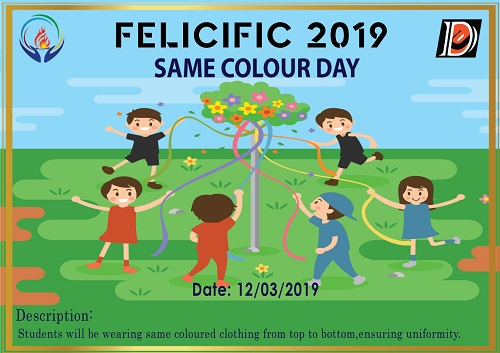 FELICIFIC 2019
SAME COLOUR DAY
Date: 12/03/2019
Description:
Students will be wearing same coloured clothing from top to bottom,ensuring uniformity.